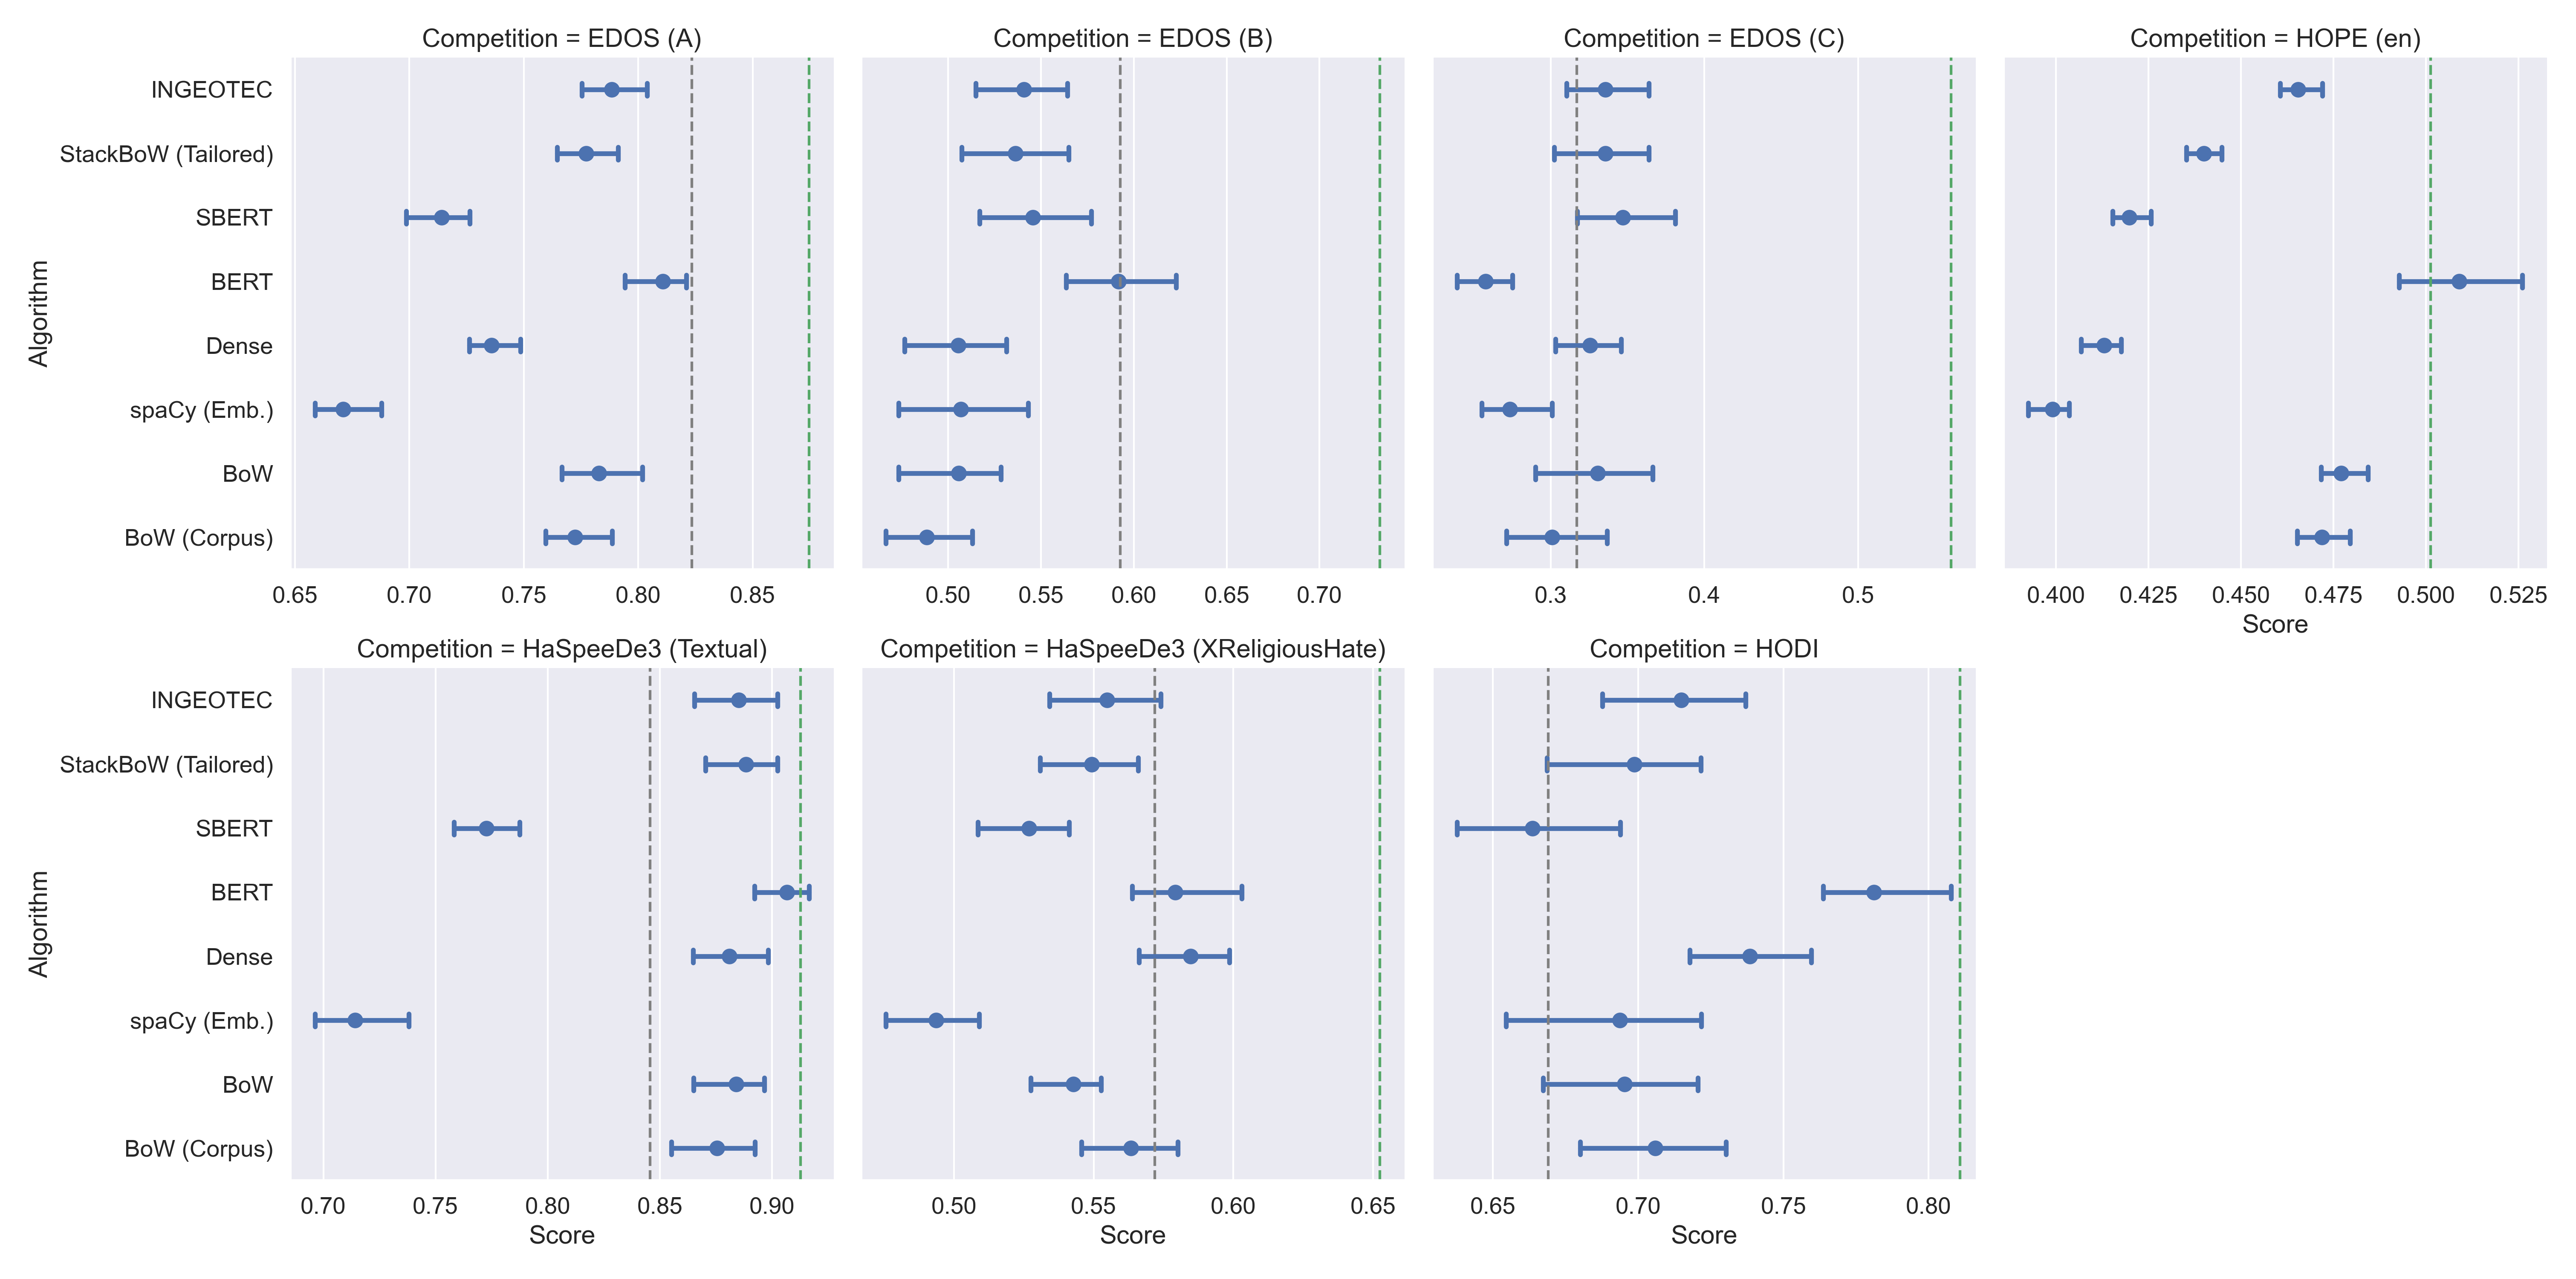 Competition = EDOS (A)
Competition = EDOS (B)
Competition = EDOS (C)
Competition = HOPE (en)
Algorithm
INGEOTEC
StackBoW (Tailored)
SBERT
BERT
Dense
spaCy (Emb.)
BoW
BoW (Corpus)
0.65 0.70 0.75 0.80 0.85
0.50 0.55 0.60 0.65 0.70
0.3 0.4 0.5
0.400 0.425 0.450 0.475 0.500 0.525
Score
Competition = HaSpeeDe3 (Textual)
Competition = HaSpeeDe3 (XReligiousHate)
Competition = HODI
Algorithm
INGEOTEC
StackBoW (Tailored)
SBERT
BERT
Dense
spaCy (Emb.)
BoW
BoW (Corpus)
0.70 0.75 0.80 0.85 0.90
0.50 0.55 0.60 0.65
0.65 0.70 0.75 0.80
Score
Score
Score